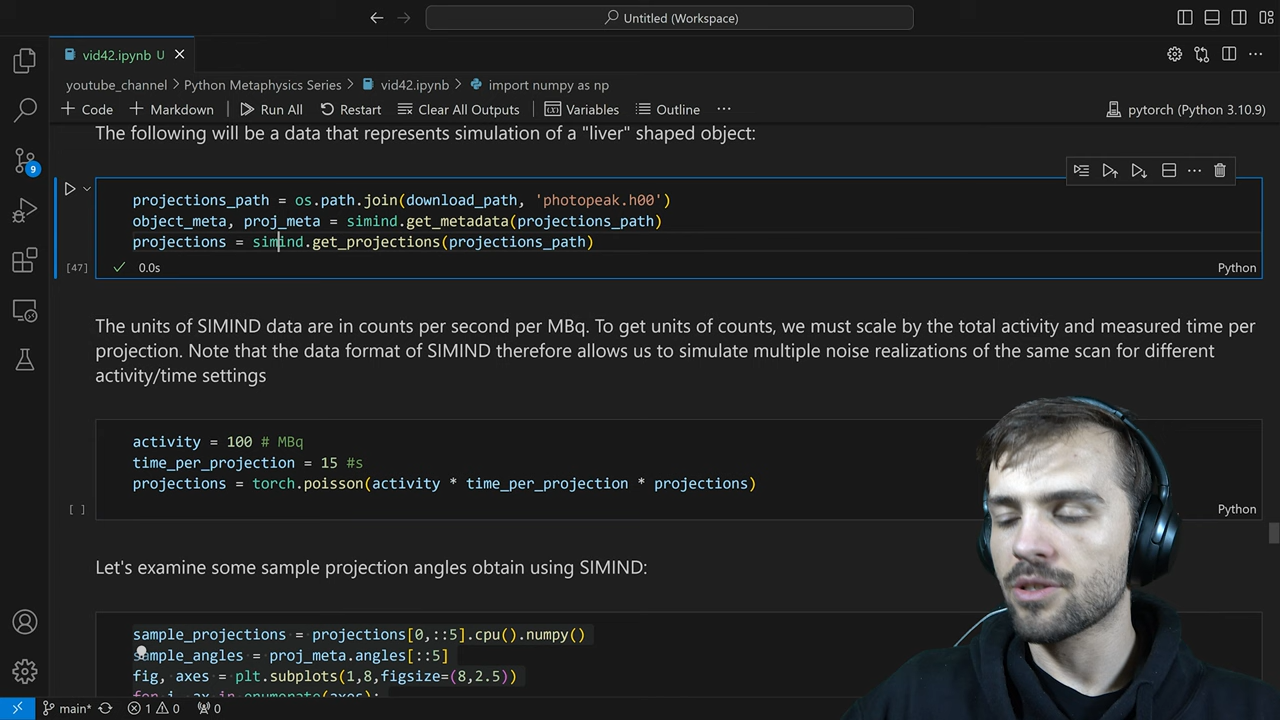 Untitled (Workspace)
vid42.ipynb U
youtube_channel > Python Metaphysics Series > vid42.ipynb > import numpy as np
+ Code + Markdown Run All Restart Clear All Outputs Variables Outline ... pytorch (Python 3.10.9)
The following will be a data that represents simulation of a "liver" shaped object:
projections_path = os.path.join(download_path, 'photopeak.h00')
object_meta, proj_meta = simind.get_metadata(projections_path)
projections = simind.get_projections(projections_path)
[47] 0.0s Python
9
The units of SIMIND data are in counts per second per MBq. To get units of counts, we must scale by the total activity and measured time per
projection. Note that the data format of SIMIND therefore allows us to simulate multiple noise realizations of the same scan for different
activity/time settings
activity = 100 # MBq
time_per_projection = 15 #s
projections = torch.poisson(activity * time_per_projection * projections)
[ ] Python
Let's examine some sample projection angles obtain using SIMIND:
sample_projections = projections[0,::5].cpu().numpy()
sample_angles = proj_meta.angles[::5]
fig, axes = plt.subplots(1,8,figsize=(8,2.5))
for i, ax in enumerate(axes):
main* 1 0 0